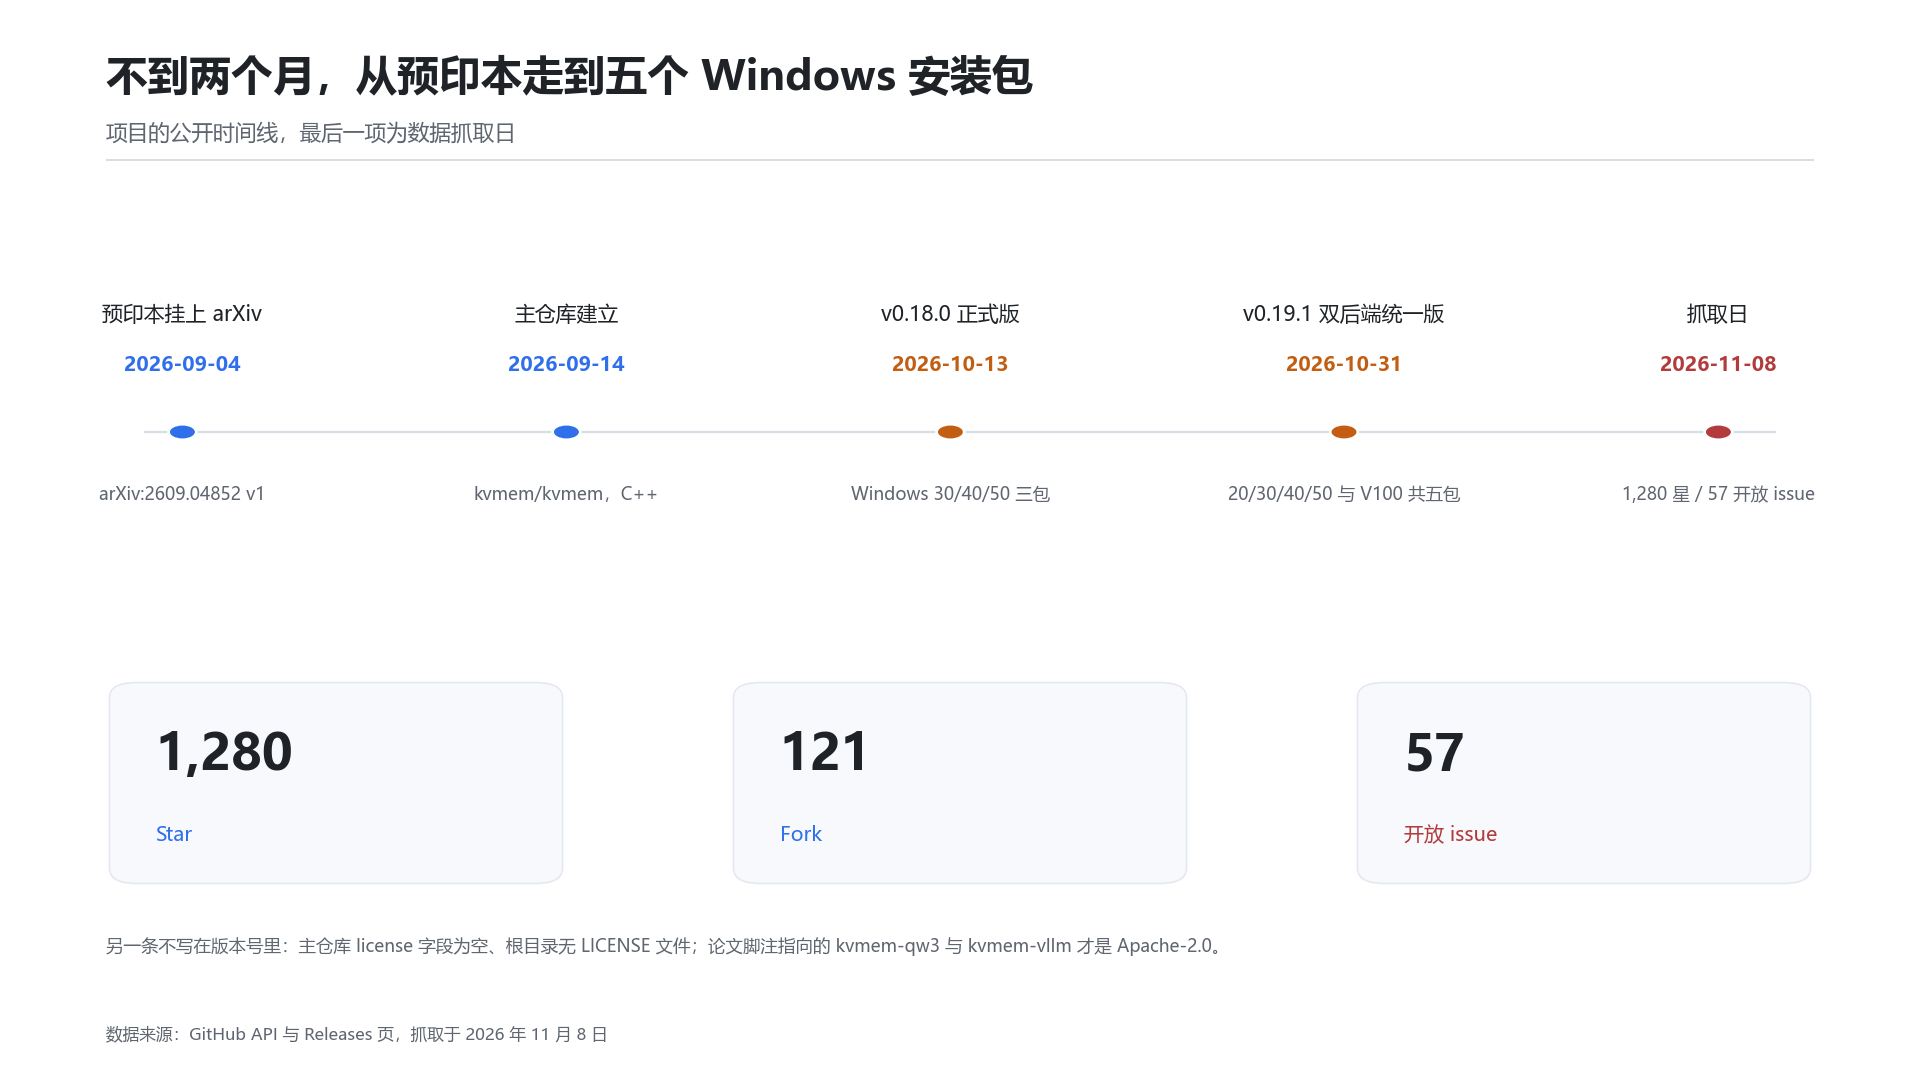 不到两个月，从预印本走到五个 Windows 安装包
项目的公开时间线，最后一项为数据抓取日
预印本挂上 arXiv
2026-09-04
arXiv:2609.04852 v1
主仓库建立
2026-09-14
kvmem/kvmem，C++
v0.18.0 正式版
2026-10-13
Windows 30/40/50 三包
v0.19.1 双后端统一版
2026-10-31
20/30/40/50 与 V100 共五包
抓取日
2026-11-08
1,280 星 / 57 开放 issue
1,280
Star
121
Fork
57
开放 issue
另一条不写在版本号里：主仓库 license 字段为空、根目录无 LICENSE 文件；论文脚注指向的 kvmem-qw3 与 kvmem-vllm 才是 Apache-2.0。
数据来源：GitHub API 与 Releases 页，抓取于 2026 年 11 月 8 日